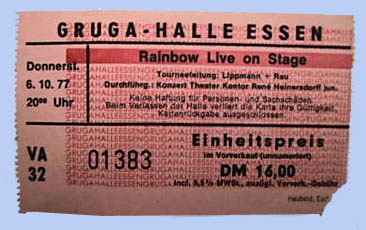 GRUGA-HALLE ESSEN
Donnerst.
6. 10. 77
20⁰⁰ Uhr
Rainbow Live on Stage
Tourneeleitung: Lippmann + Rau
Durchführg.: Konzert Theater Kontor René Heinersdorff jun.
Keine Haftung für Personen- und Sachschäden.
Beim Verlassen der Halle verliert die Karte ihre Gültigkeit.
Kartenrückgabe ausgeschlossen.
GRUGAHALLEESSENGRUGAHALLEESSENGRUGAHALLEESSEN
VA
32
01383
Einheitspreis
im Vorverkauf (unnumeriert)
DM 16,00
incl. 5,5% MWSt., zuzügl. Vorverk.-Gebühr